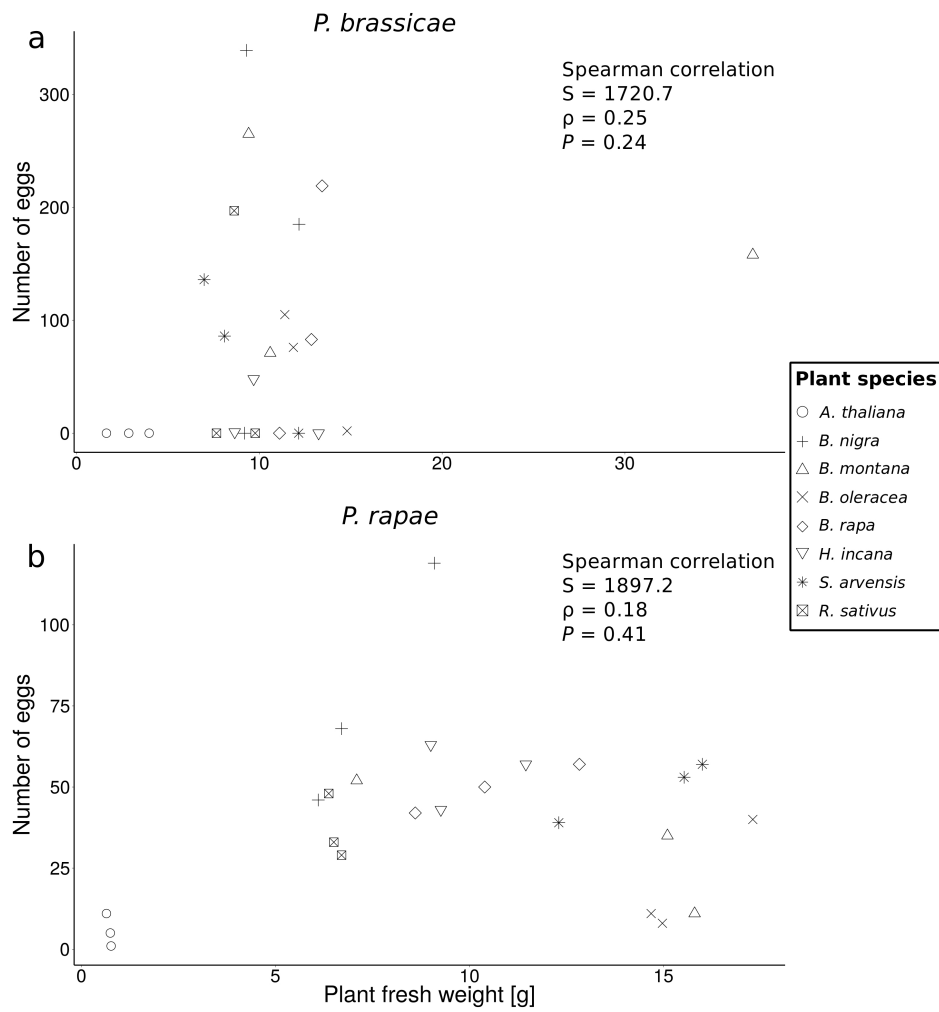 P. brassicae
a
Spearman correlation
S = 1720.7
ρ = 0.25
P = 0.24
Number of eggs
300
200
100
0
0 10 20 30
Plant species
A. thaliana
B. nigra
B. montana
B. oleracea
B. rapa
H. incana
S. arvensis
R. sativus
P. rapae
b
Spearman correlation
S = 1897.2
ρ = 0.18
P = 0.41
Number of eggs
100
75
50
25
0
0 5 10 15
Plant fresh weight [g]